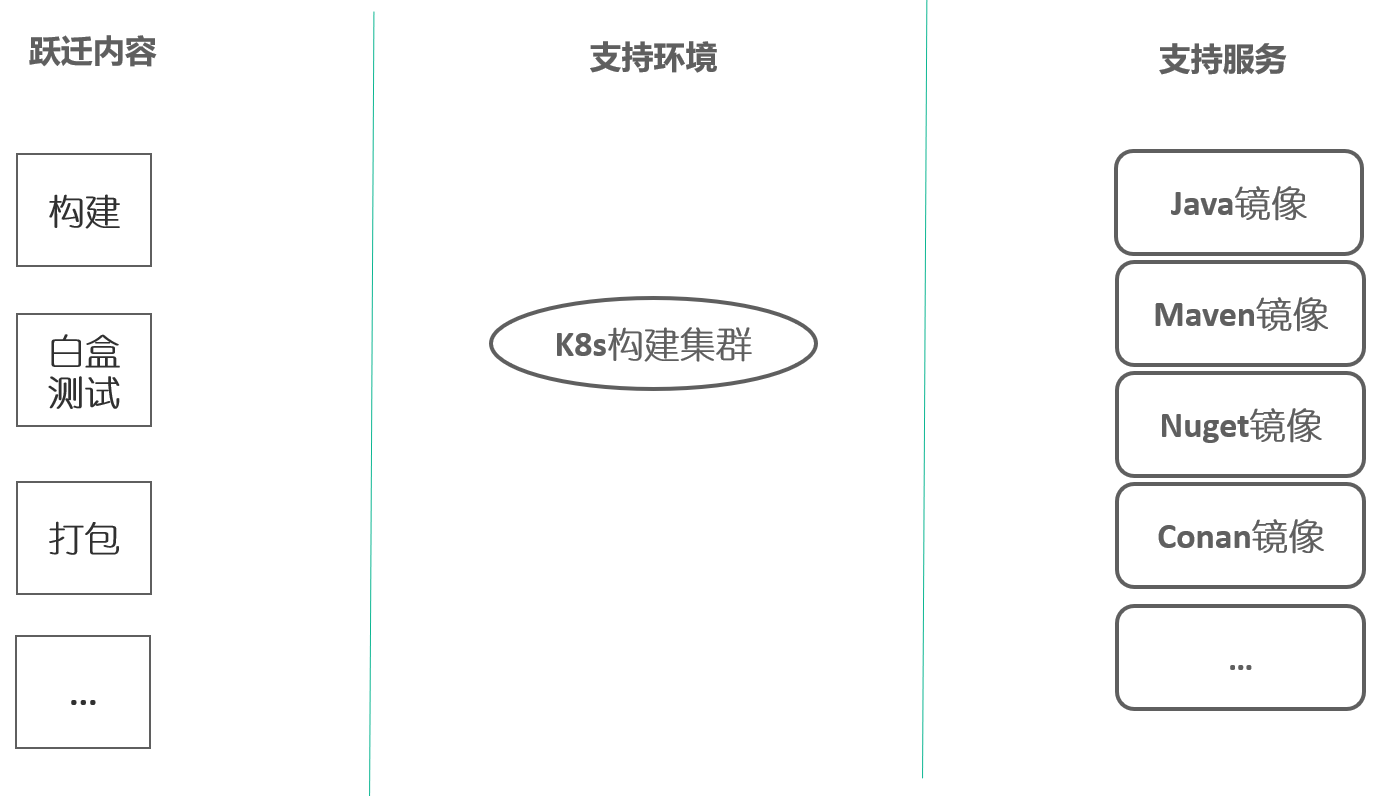 跃迁内容
支持环境
支持服务
构建
白盒
测试
打包
...
K8s构建集群
Java镜像
Maven镜像
Nuget镜像
Conan镜像
...